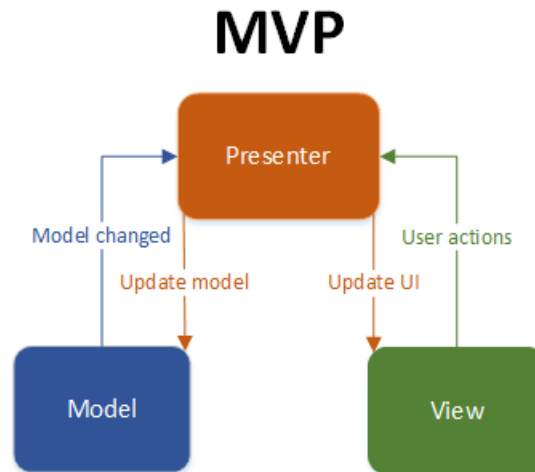 MVP
Presenter
Model changed
User actions
Update model
Update UI
Model
View